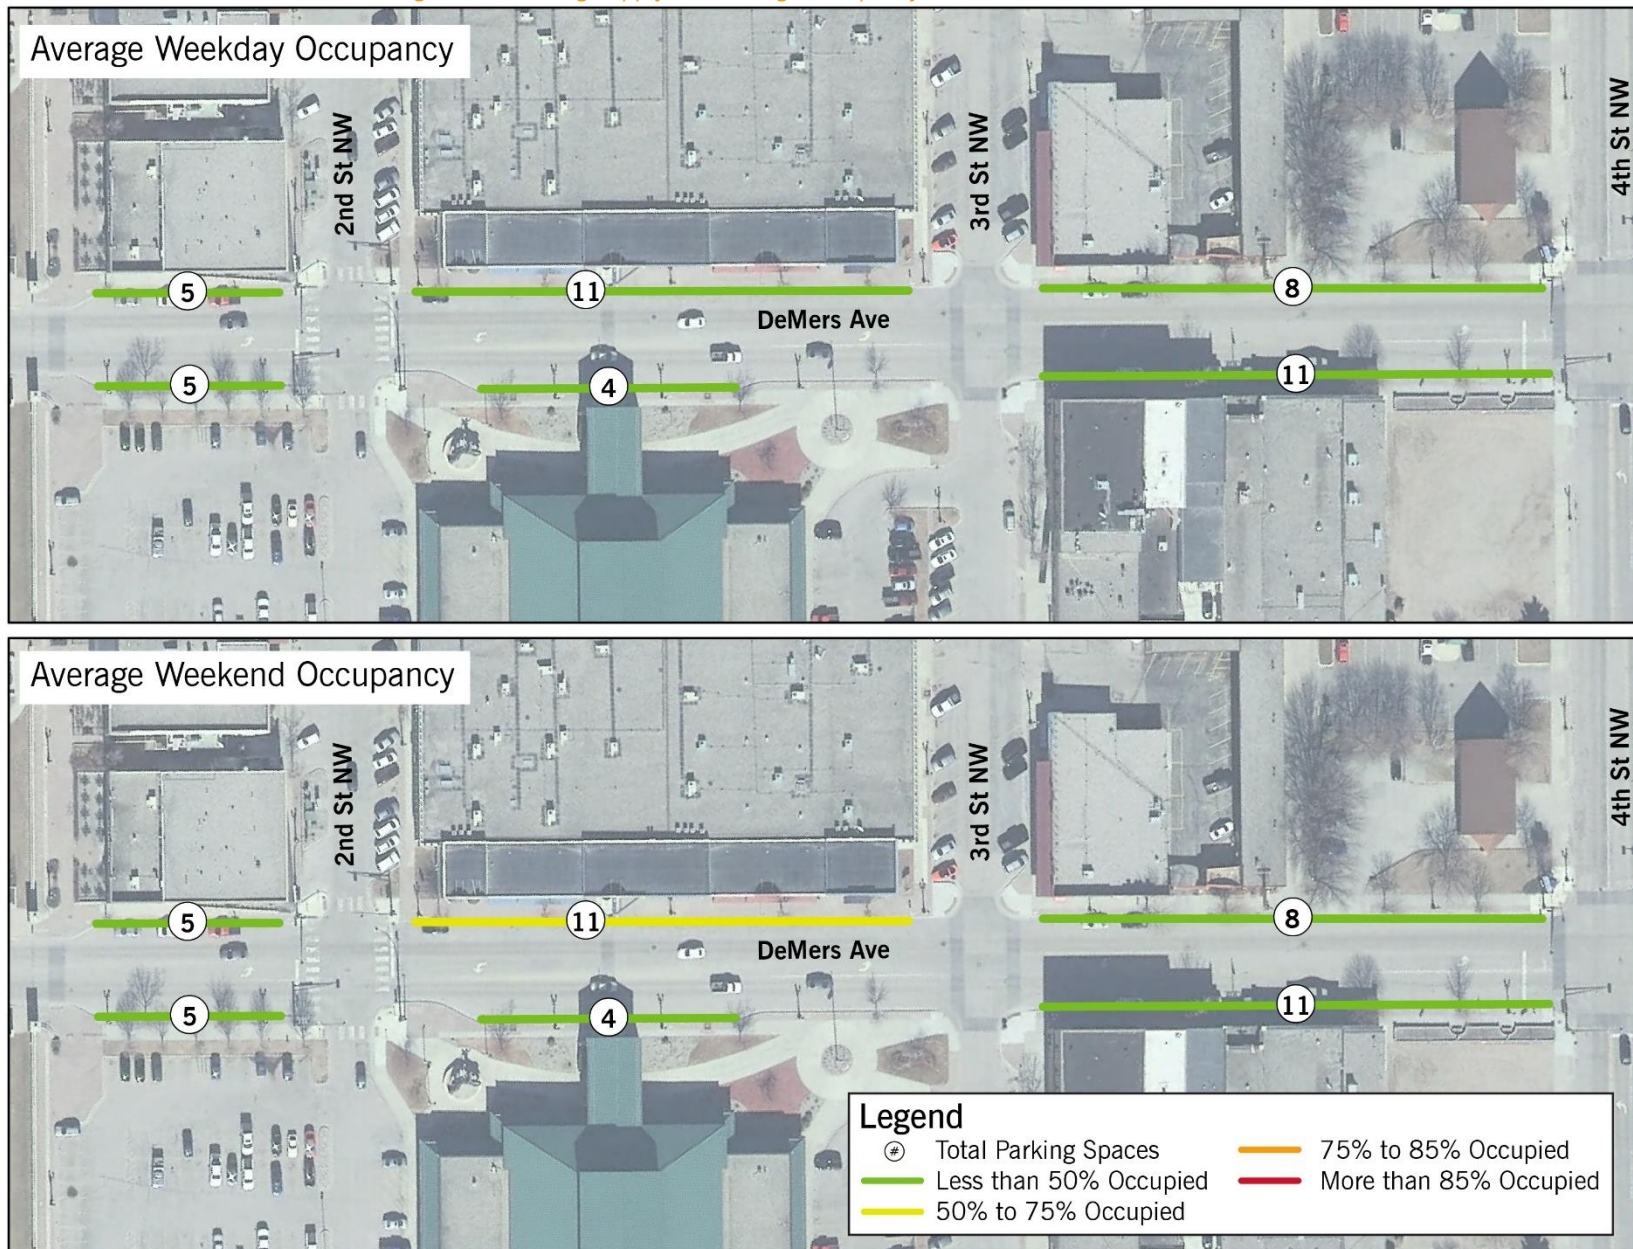 Average Weekday Occupancy
2nd St NW
3rd St NW
4th St NW
5
11
8
DeMers Ave
5
4
11
Average Weekend Occupancy
2nd St NW
3rd St NW
4th St NW
5
11
8
DeMers Ave
5
4
11
Legend
# Total Parking Spaces
Less than 50% Occupied
50% to 75% Occupied
75% to 85% Occupied
More than 85% Occupied